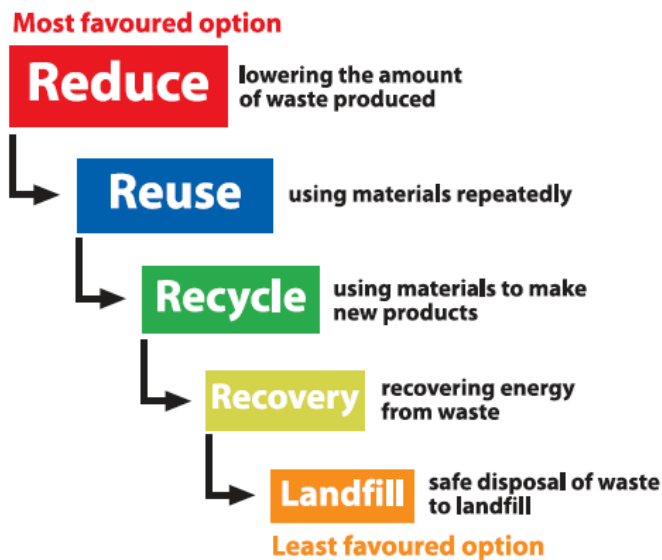 Most favoured option
Reduce
lowering the amount
of waste produced
Reuse
using materials repeatedly
Recycle
using materials to make
new products
Recovery
recovering energy
from waste
Landfill
safe disposal of waste
to landfill
Least favoured option